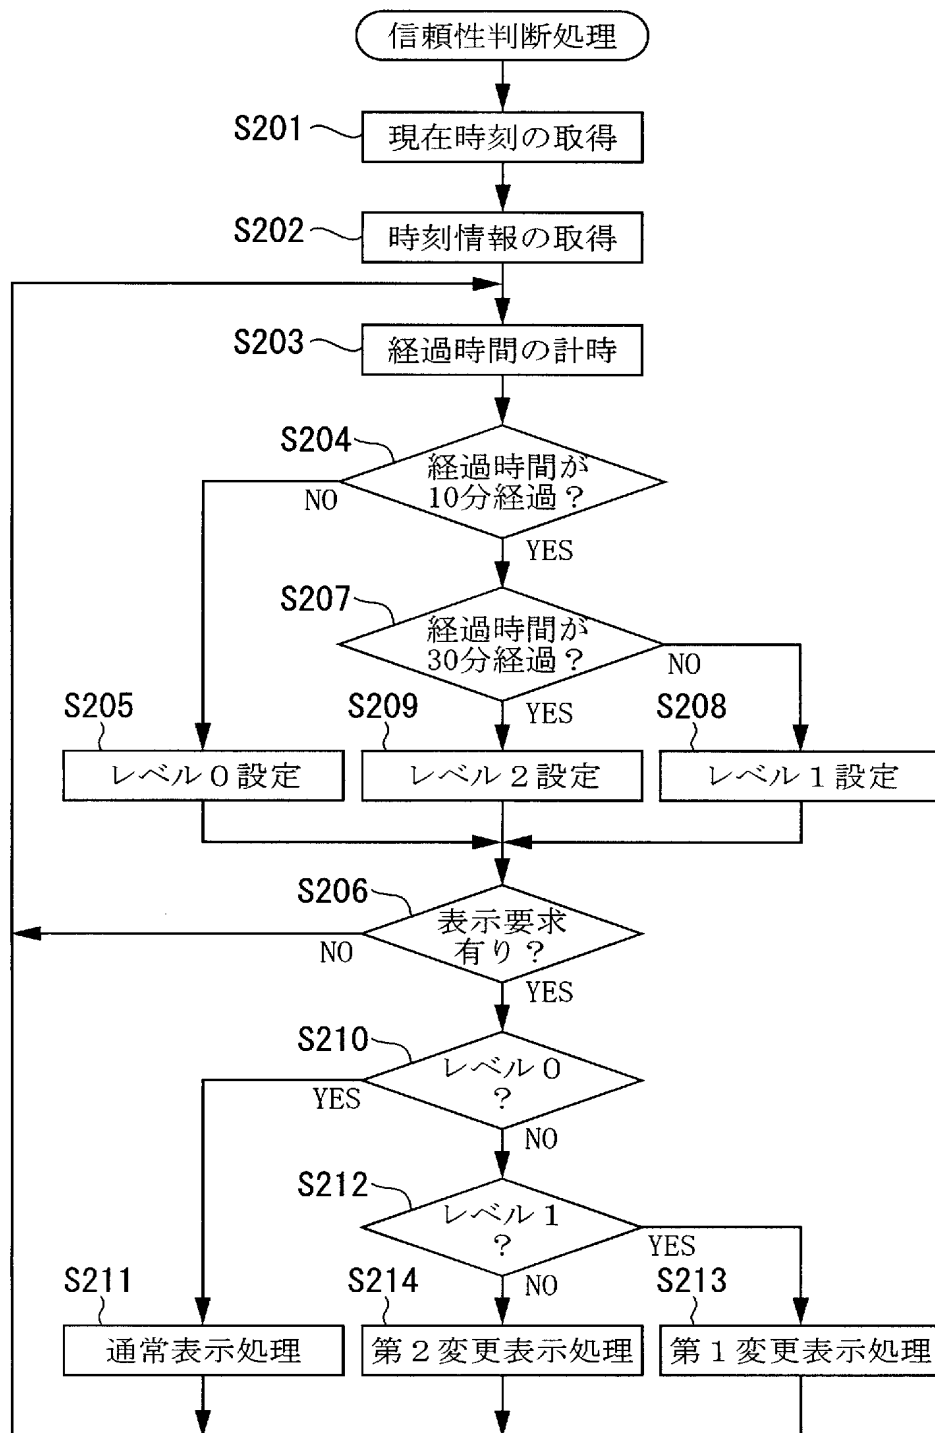 信頼性判断処理
S201
現在時刻の取得
S202
時刻情報の取得
S203
経過時間の計時
S204
経過時間が
10分経過？
NO
YES
S207
経過時間が
30分経過？
NO
YES
S205
S209
S208
レベル０設定
レベル２設定
レベル１設定
S206
表示要求
有り？
NO
YES
S210
レベル０
？
YES
NO
S212
レベル１
？
YES
NO
S211
S214
S213
通常表示処理
第２変更表示処理
第１変更表示処理